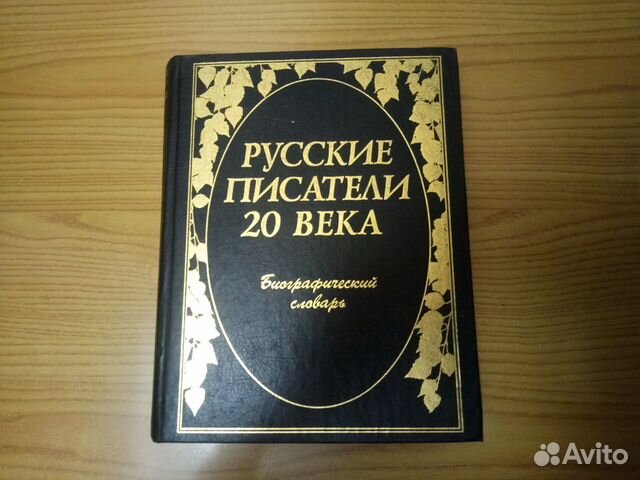 РУССКИЕ
ПИСАТЕЛИ
20 ВЕКА
Биографический
словарь
Avito